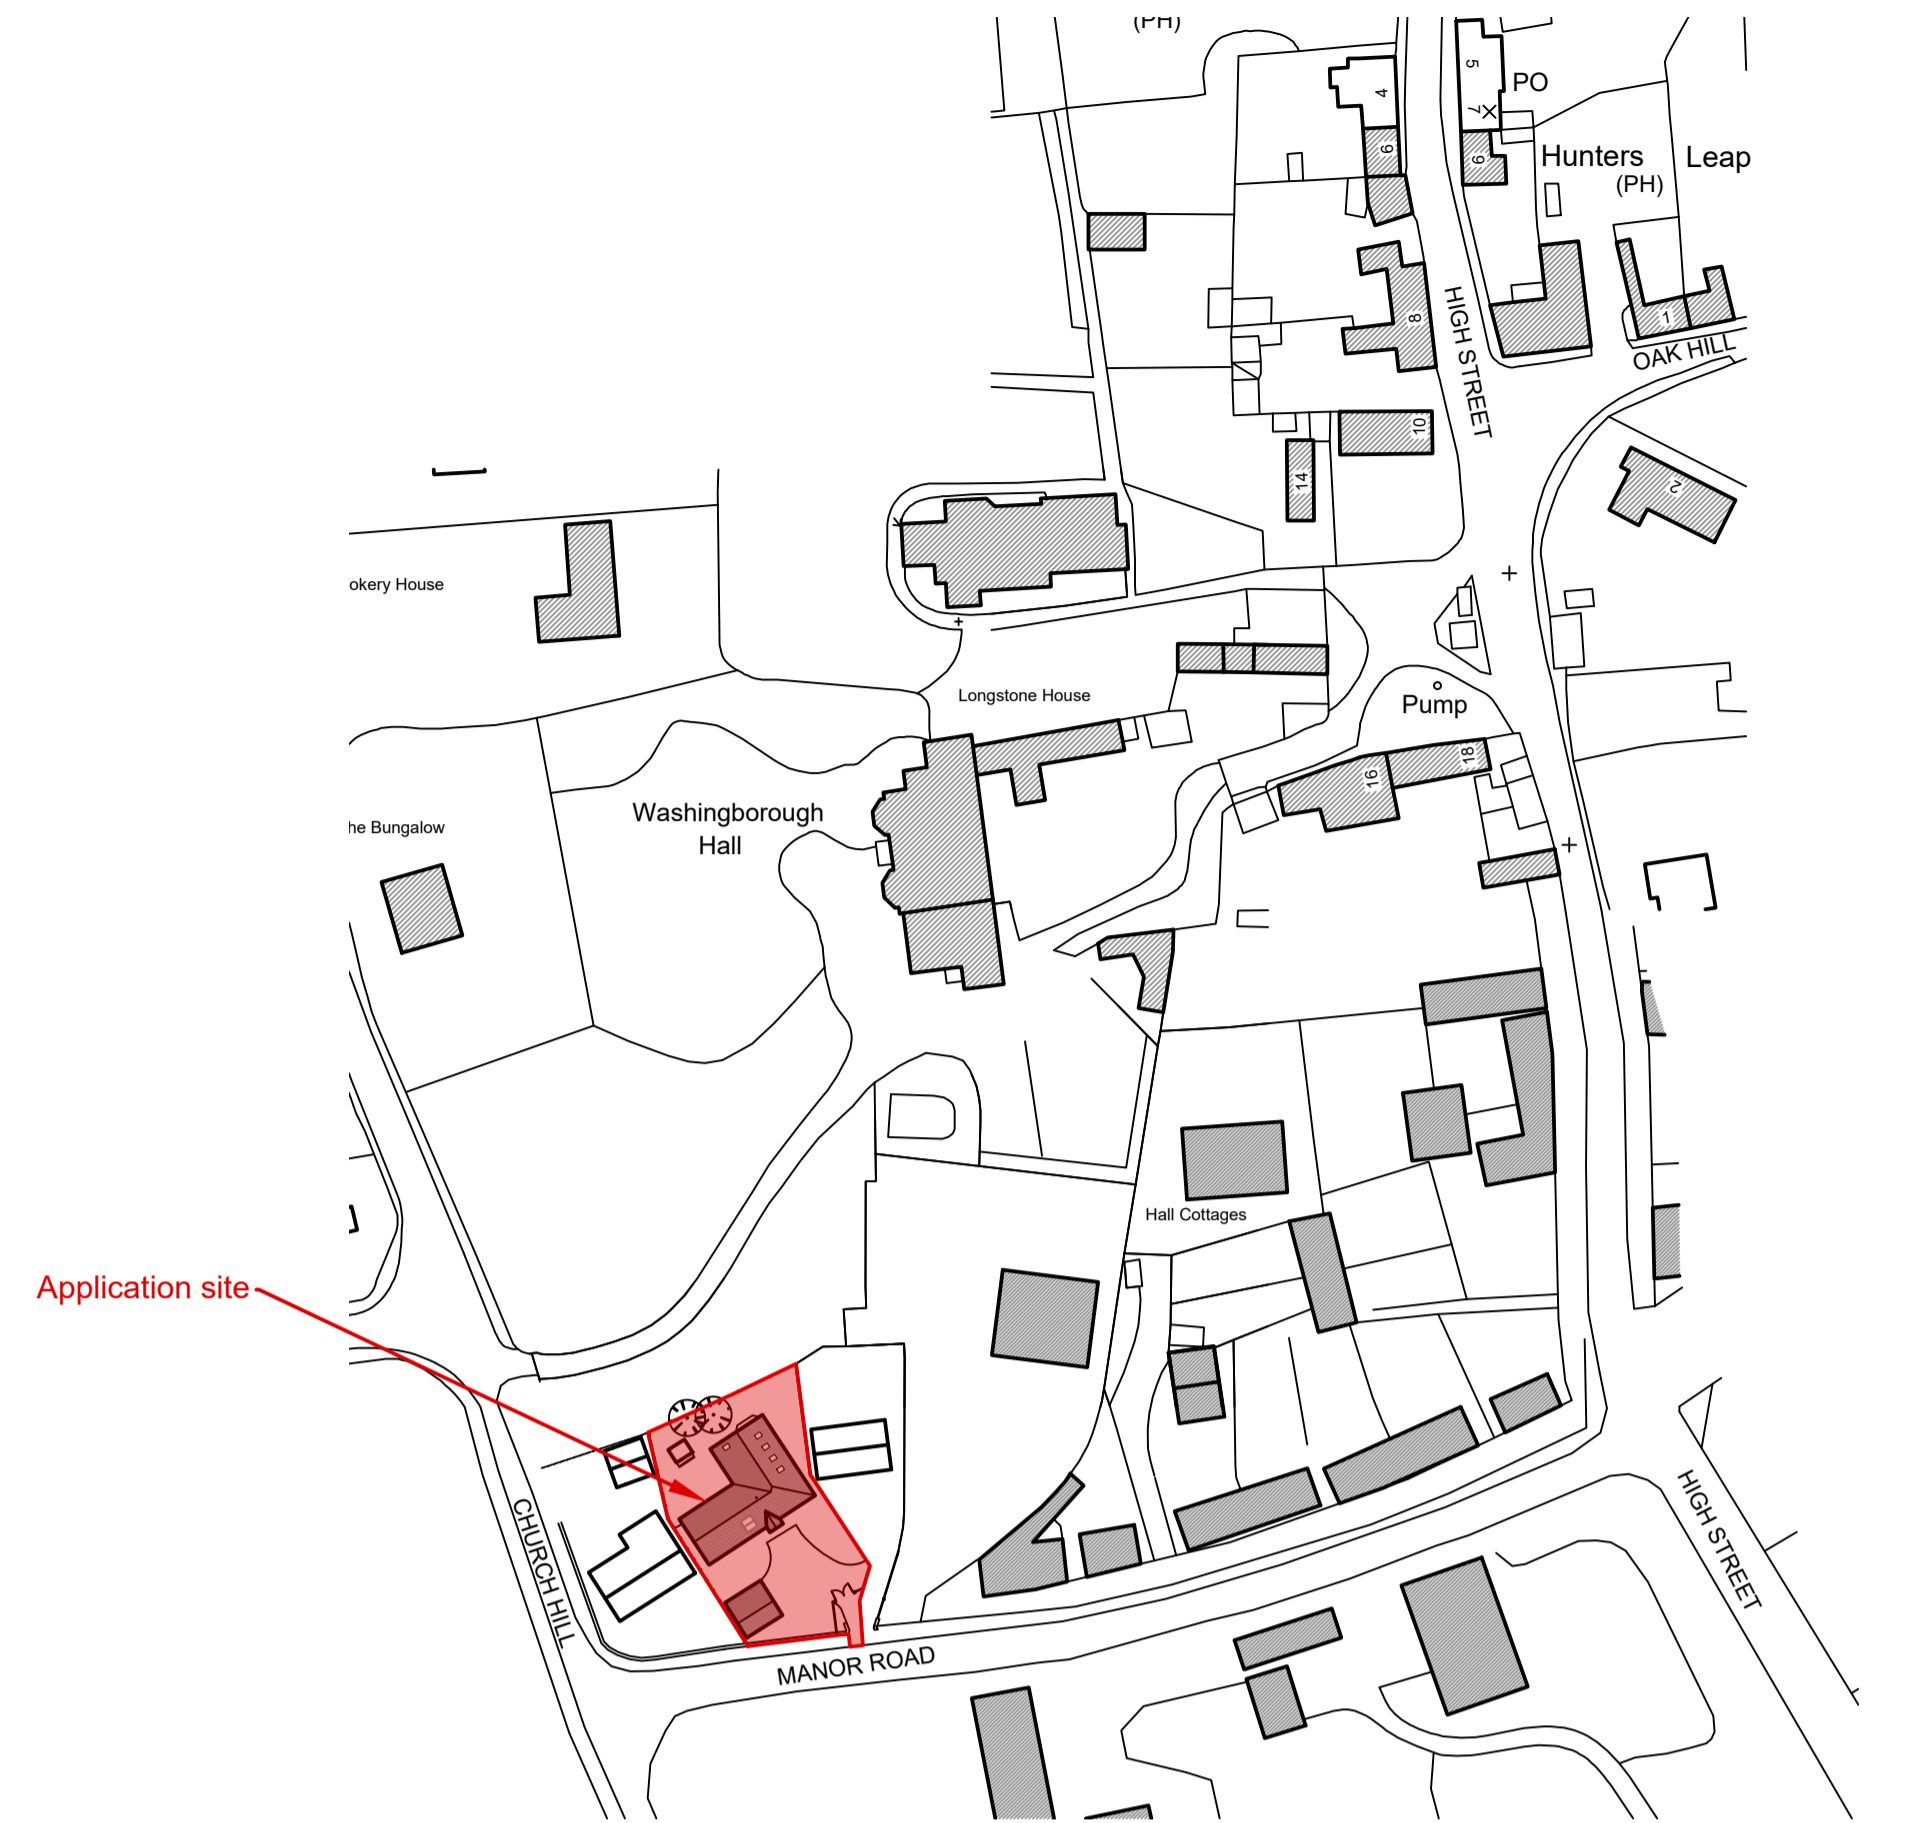 (PH)
5
PO
4
7
6
6
Hunters
Leap
(PH)
8
1
HIGH STREET
OAK HILL
10
14
2
okery House
Longstone House
Pump
18
16
Washingborough
Hall
he Bungalow
Hall Cottages
Application site
CHURCH HILL
HIGH STREET
MANOR ROAD